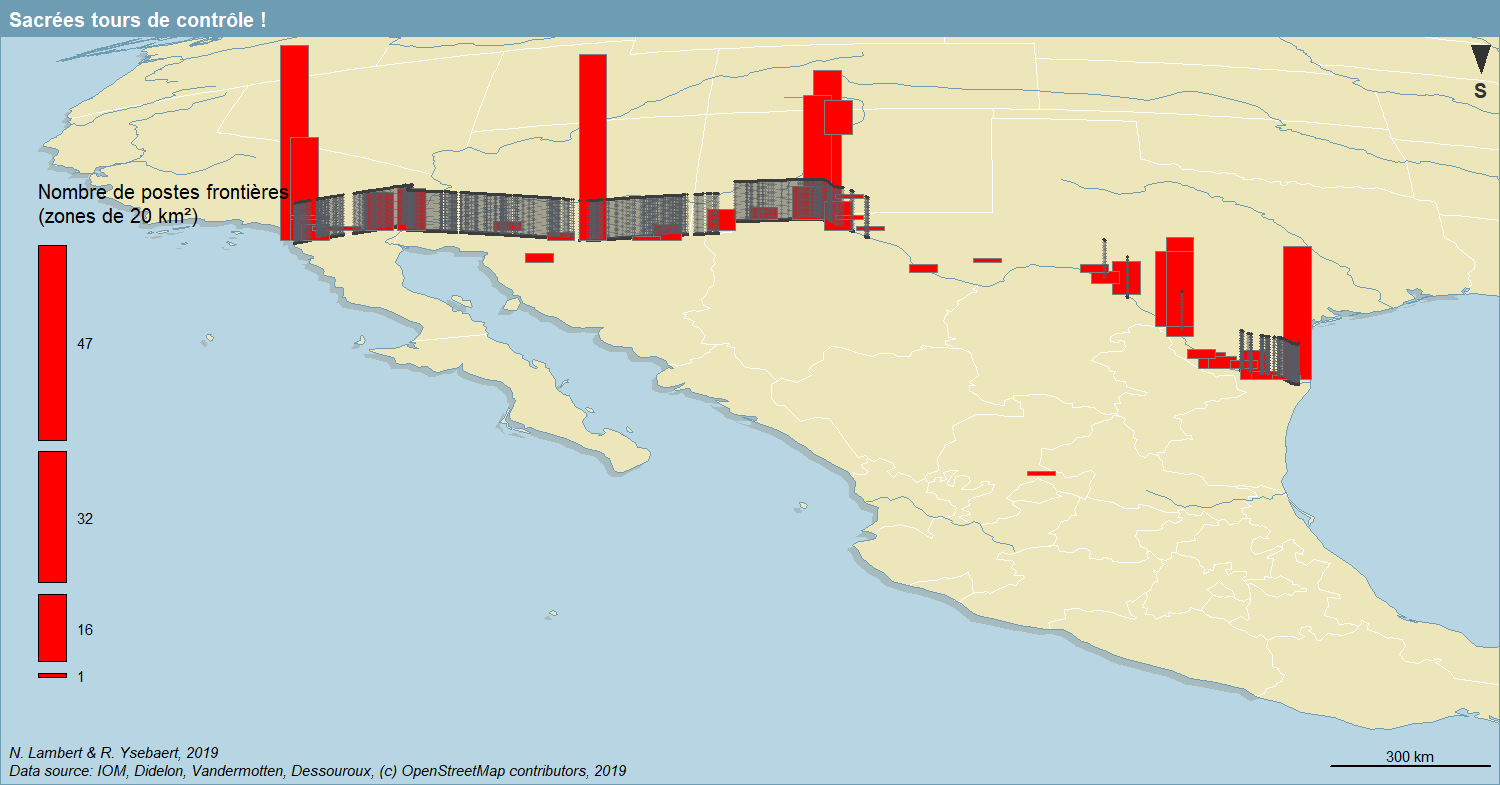 Sacrées tours de contrôle !
S
Nombre de postes frontières
(zones de 20 km²)
47
32
16
1
N. Lambert & R. Ysebaert, 2019
Data source: IOM, Didelon, Vandermotten, Dessouroux, (c) OpenStreetMap contributors, 2019
300 km